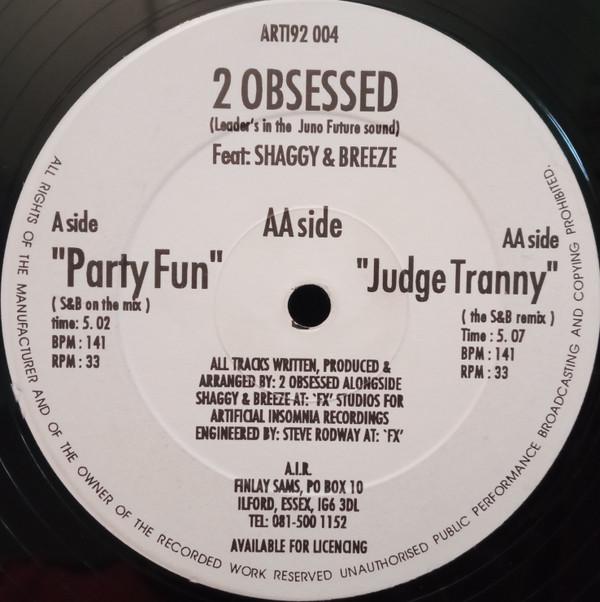 ARTI92 004
2 OBSESSED
(Leader's in the Juno Future sound)
Feat: SHAGGY & BREEZE
AA side
A side
"Party Fun"
( S&B on the mix )
time: 5. 02
BPM : 141
RPM : 33
AA side
"Judge Tranny"
( the S&B remix )
Time : 5. 07
BPM : 141
RPM : 33
ALL TRACKS WRITTEN, PRODUCED &
ARRANGED BY: 2 OBSESSED ALONGSIDE
SHAGGY & BREEZE AT: `FX' STUDIOS FOR
ARTIFICIAL INSOMNIA RECORDINGS
ENGINEERED BY: STEVE RODWAY AT: `FX'
A.I.R.
FINLAY SAMS, PO BOX 10
ILFORD, ESSEX, IG6 3DL
TEL: 081-500 1152
AVAILABLE FOR LICENCING
ALL RIGHTS OF THE MANUFACTURER AND OF THE OWNER OF THE RECORDED WORK RESERVED UNAUTHORISED PUBLIC PERFORMANCE BROADCASTING AND COPYING PROHIBITED.